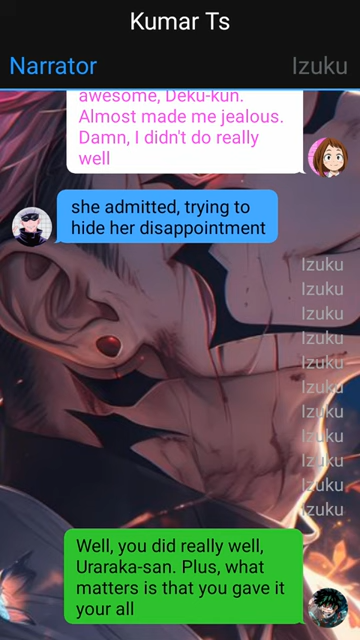 Kumar Ts
Narrator
Izuku
awesome, Deku-kun.
Almost made me jealous.
Damn, I didn't do really
well
she admitted, trying to
hide her disappointment
Izuku
Izuku
Izuku
Izuku
Izuku
Izuku
Izuku
Izuku
Izuku
Izuku
Izuku
Well, you did really well,
Uraraka-san. Plus, what
matters is that you gave it
your all